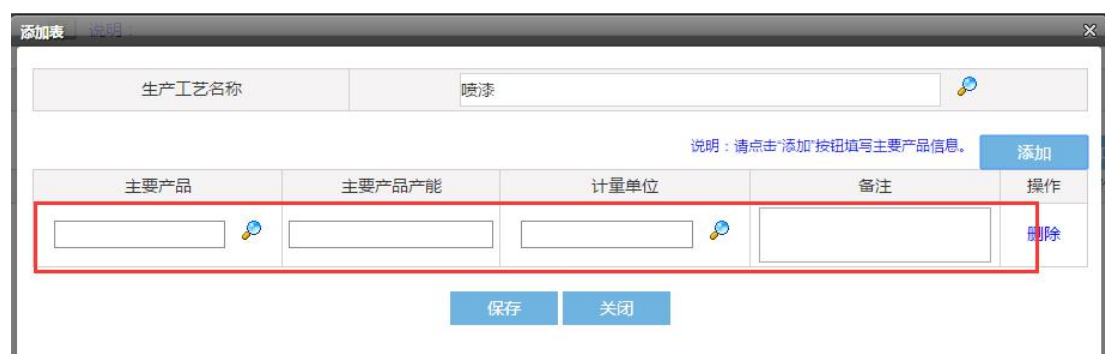 添加表 说明：
生产工艺名称 喷漆
说明：请点击“添加”按钮填写主要产品信息。 添加
主要产品 主要产品产能 计量单位 备注 操作
删除
保存 关闭